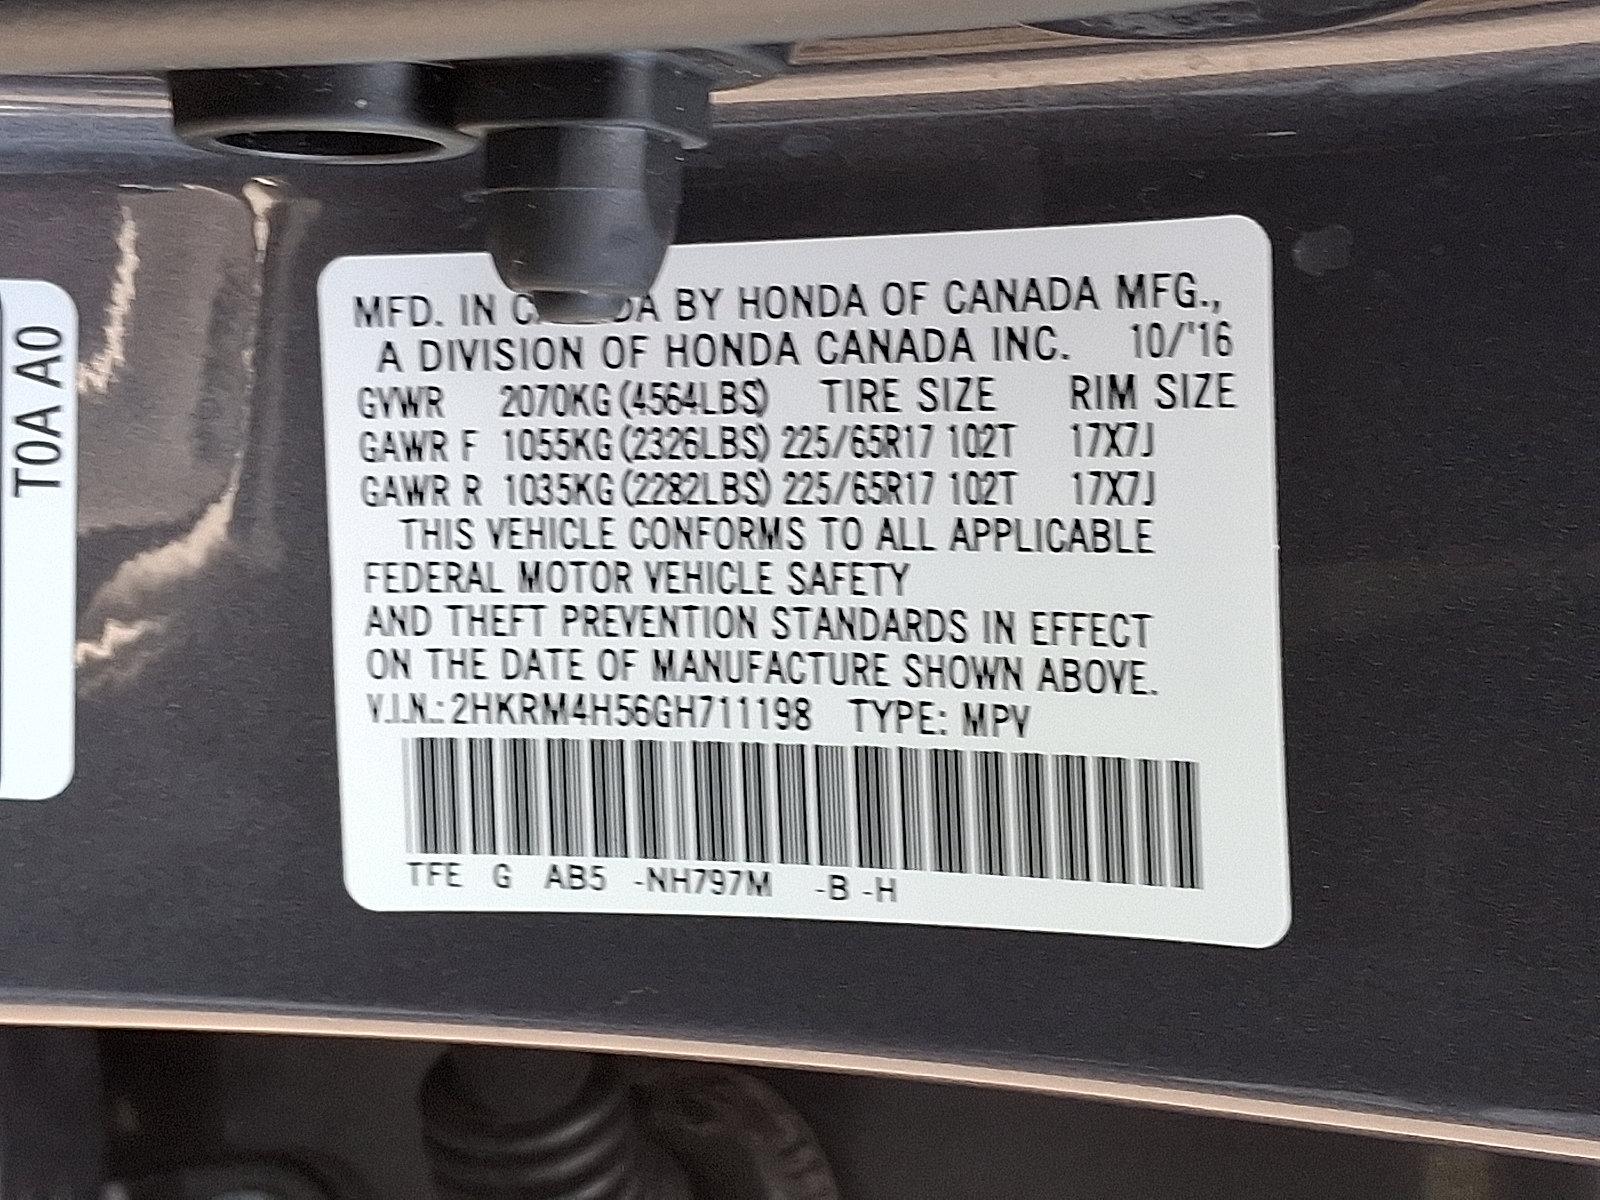 MFD. IN CANADA BY HONDA OF CANADA MFG.,
A DIVISION OF HONDA CANADA INC. 10/'16
GVWR 2070KG (4564LBS) TIRE SIZE RIM SIZE
GAWR F 1055KG (2326LBS) 225/65R17 102T 17X7J
GAWR R 1035KG (2282LBS) 225/65R17 102T 17X7J
THIS VEHICLE CONFORMS TO ALL APPLICABLE
FEDERAL MOTOR VEHICLE SAFETY
AND THEFT PREVENTION STANDARDS IN EFFECT
ON THE DATE OF MANUFACTURE SHOWN ABOVE.
V.I.N.: 2HKRM4H56GH711198 TYPE: MPV
TFE G AB5 -NH797M -B -H
T0A A0